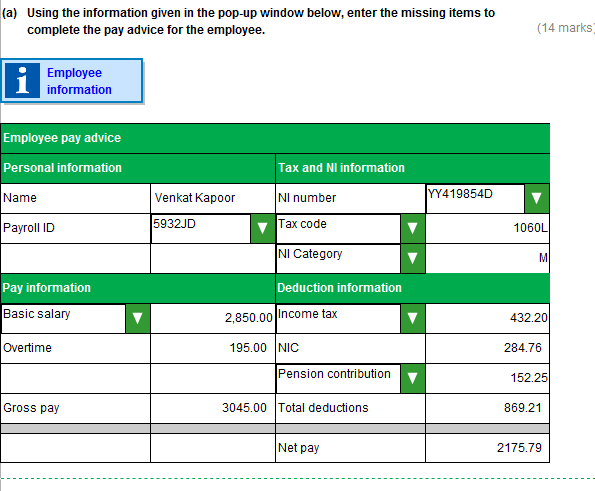 (a) Using the information given in the pop-up window below, enter the missing items to
complete the pay advice for the employee.
(14 marks)
i Employee
information
Employee pay advice
Personal information Tax and NI information
Name Venkat Kapoor NI number YY419854D
Payroll ID 5932JD Tax code 1060L
NI Category M
Pay information Deduction information
Basic salary 2,850.00 Income tax 432.20
Overtime 195.00 NIC 284.76
Pension contribution 152.25
Gross pay 3045.00 Total deductions 869.21
Net pay 2175.79